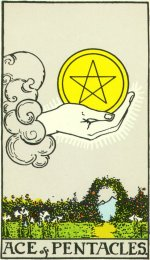 ACE of PENTACLES.